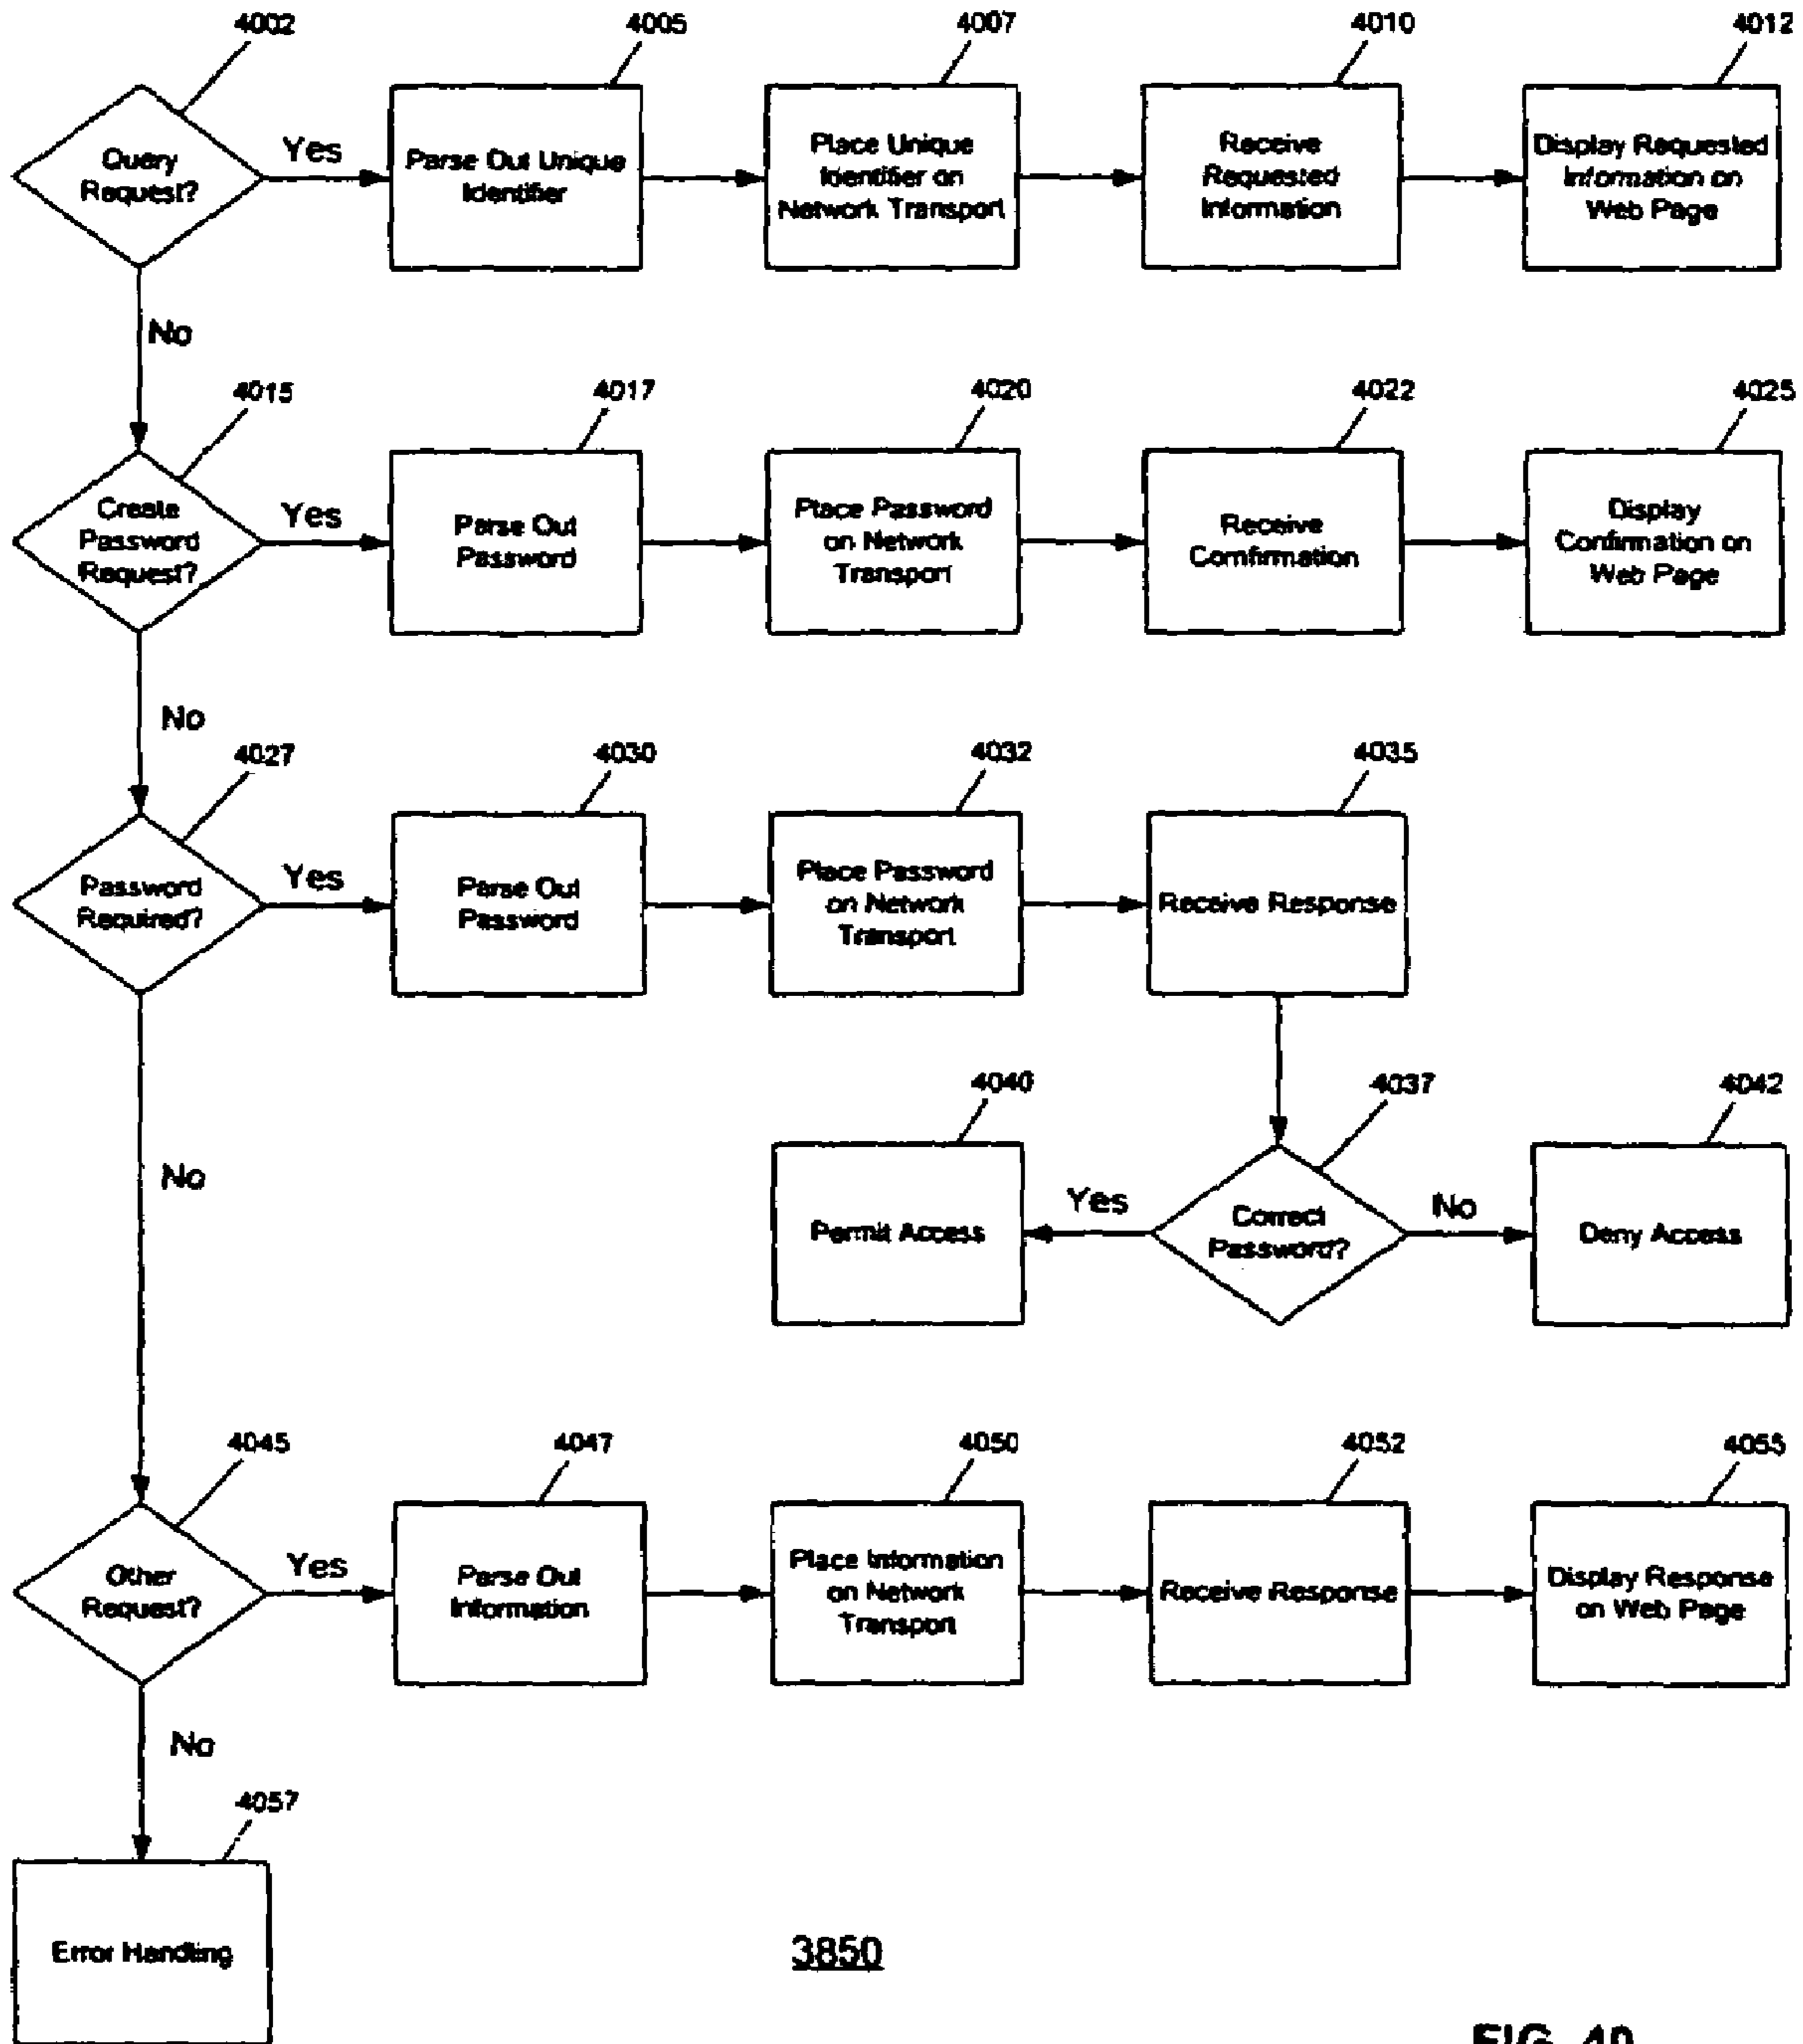 4002
4005
4007
4010
4012
Query
Request?
Yes
Parse Out Unique
Identifier
Place Unique
Identifier on
Network Transport
Receive
Requested
Information
Display Requested
Information on
Web Page
No
4015
4017
4020
4022
4025
Create
Password
Request?
Yes
Parse Out
Password
Place Password
on Network
Transport
Receive
Comfirmation
Display
Confirmation on
Web Page
No
4027
4030
4032
4035
Password
Required?
Yes
Parse Out
Password
Place Password
on Network
Transport
Receive Response
4040
4037
4042
No
Permit Access
Yes
Correct
Password?
No
Deny Access
4045
4047
4050
4052
4055
Other
Request?
Yes
Parse Out
Information
Place Information
on Network
Transport
Receive Response
Display Response
on Web Page
No
4057
Error Handling
3850
FIG. 40